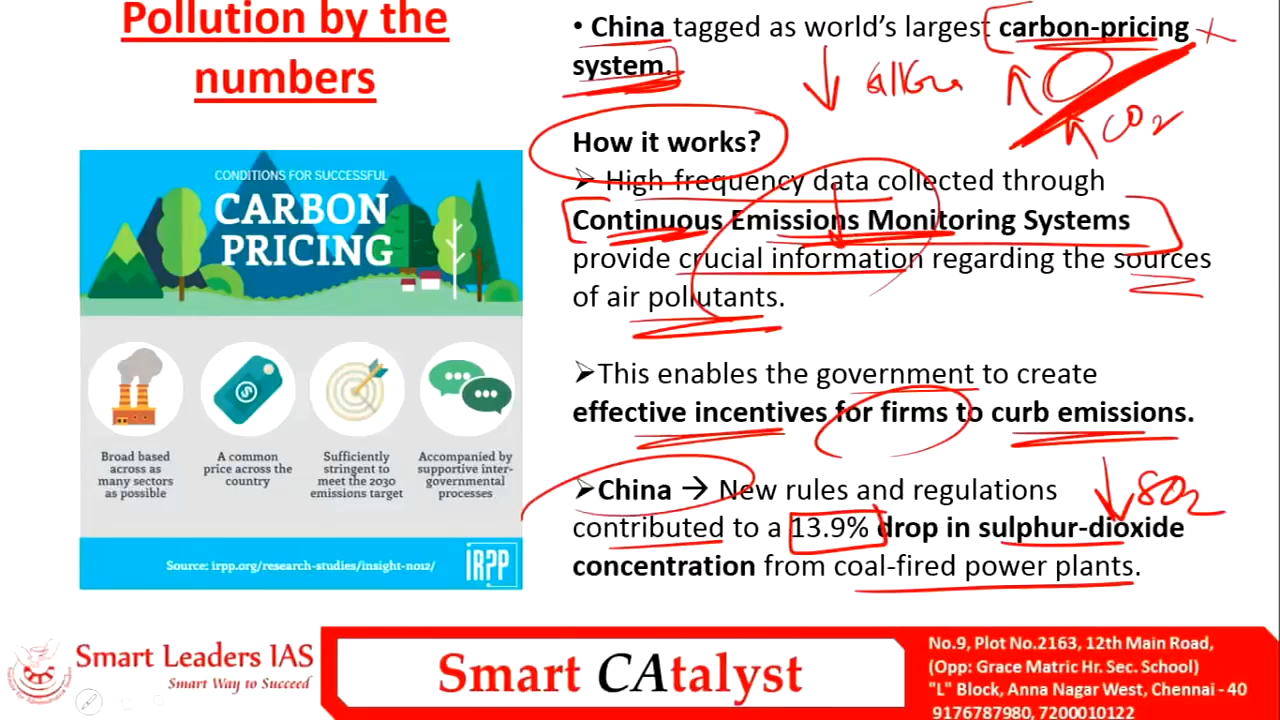 Pollution by the
numbers
CONDITIONS FOR SUCCESSFUL
CARBON
PRICING
Broad based
across as
many sectors
as possible
A common
price across the
country
Sufficiently
stringent to
meet the 2030
emissions target
Accompanied by
supportive inter-
governmental
processes
Source: irpp.org/research-studies/insight-no12/
IRPP
• China tagged as world's largest carbon-pricing
system.
CO2
How it works?
➢ High frequency data collected through
Continuous Emissions Monitoring Systems
provide crucial information regarding the sources
of air pollutants.
➢This enables the government to create
effective incentives for firms to curb emissions.
➢China → New rules and regulations
SO2
contributed to a 13.9% drop in sulphur-dioxide
concentration from coal-fired power plants.
Smart Leaders IAS
Smart Way to Succeed
Smart CAtalyst
No.9, Plot No.2163, 12th Main Road,
(Opp: Grace Matric Hr. Sec. School)
"L" Block, Anna Nagar West, Chennai - 40
9176787980, 7200010122